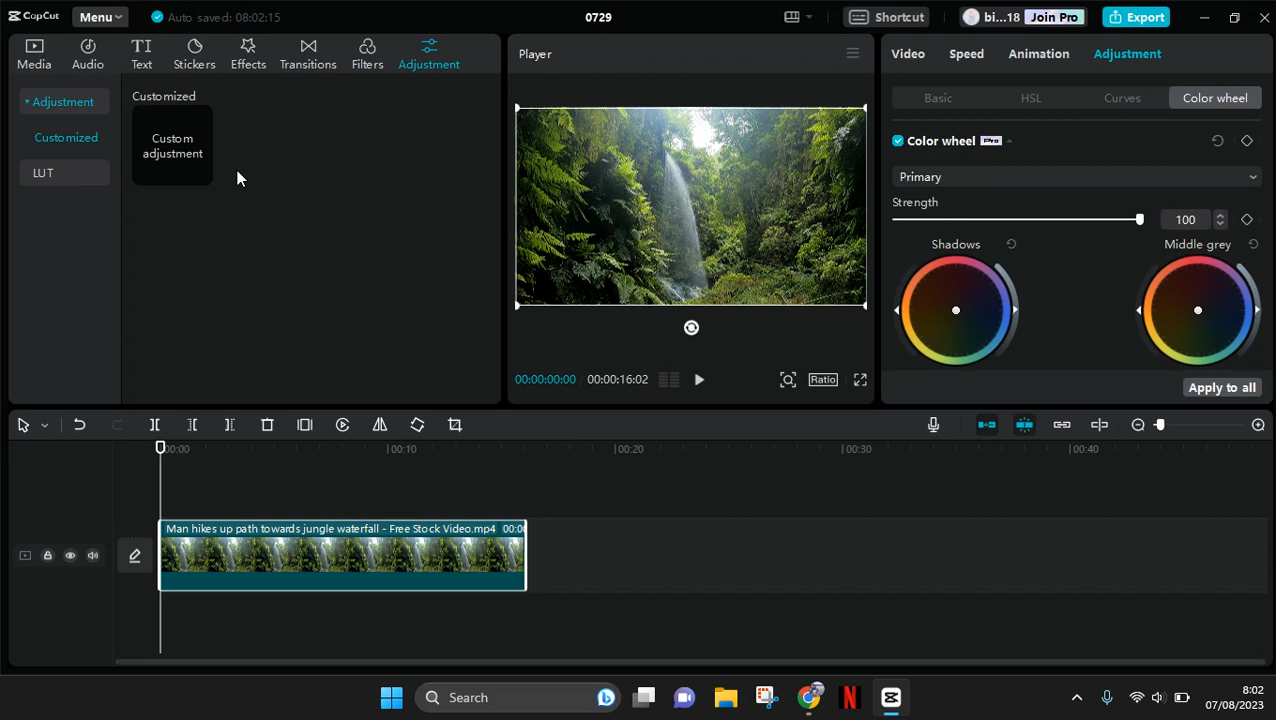 CapCut Menu Auto saved: 08:02:15 0729 Shortcut bi...18 Join Pro Export
Media Audio Text Stickers Effects Transitions Filters Adjustment
Adjustment
Customized
LUT
Customized
Custom
adjustment
Player
00:00:00:00 / 00:00:16:02 Ratio
Video Speed Animation Adjustment
Basic HSL Curves Color wheel
Color wheel Pro
Primary
Strength
100
Shadows Middle grey
Apply to all
00:00 00:10 00:20 00:30 00:40
Man hikes up path towards jungle waterfall - Free Stock Video.mp4 00:0
Search
8:02
07/08/2023